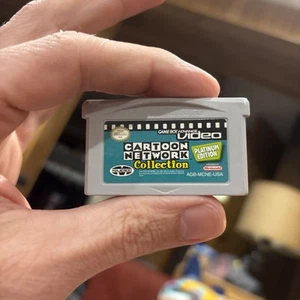 GAME BOY ADVANCE
Video
CARTOON
NETWORK
Collection
PLATINUM
EDITION
AGB-MCNE-USA